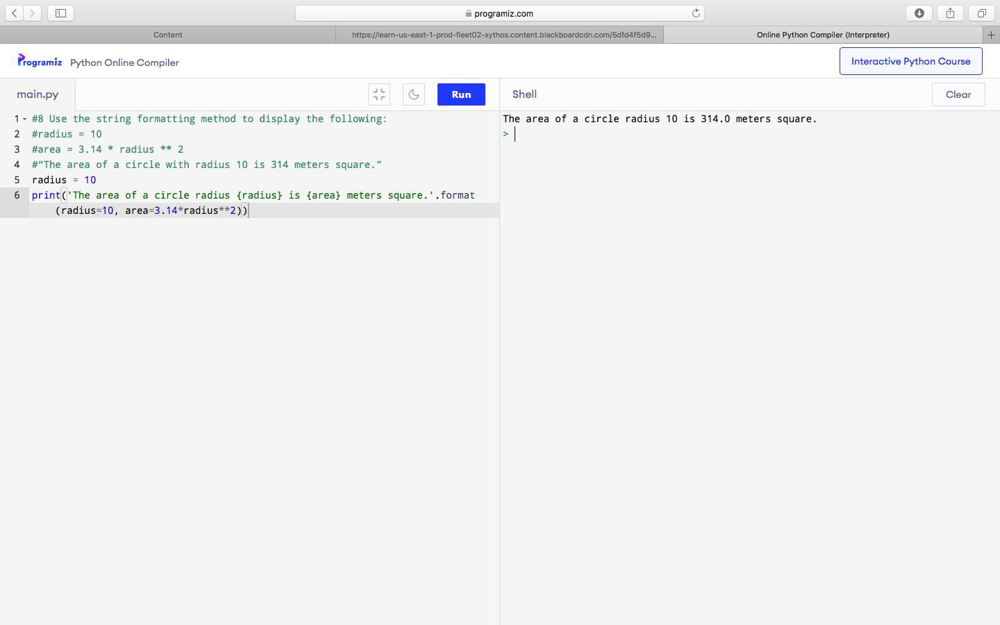 programiz.com
Content
https://learn-us-east-1-prod-fleet02-xythos.content.blackboardcdn.com/5dfd4f5d9...
Online Python Compiler (Interpreter)
+
Programiz Python Online Compiler
Interactive Python Course
main.py
Run
Shell
Clear
1 #8 Use the string formatting method to display the following:
2 #radius = 10
3 #area = 3.14 * radius ** 2
4 #“The area of a circle with radius 10 is 314 meters square.”
5 radius = 10
6 print('The area of a circle radius {radius} is {area} meters square.'.format
(radius=10, area=3.14*radius**2))
The area of a circle radius 10 is 314.0 meters square.
>